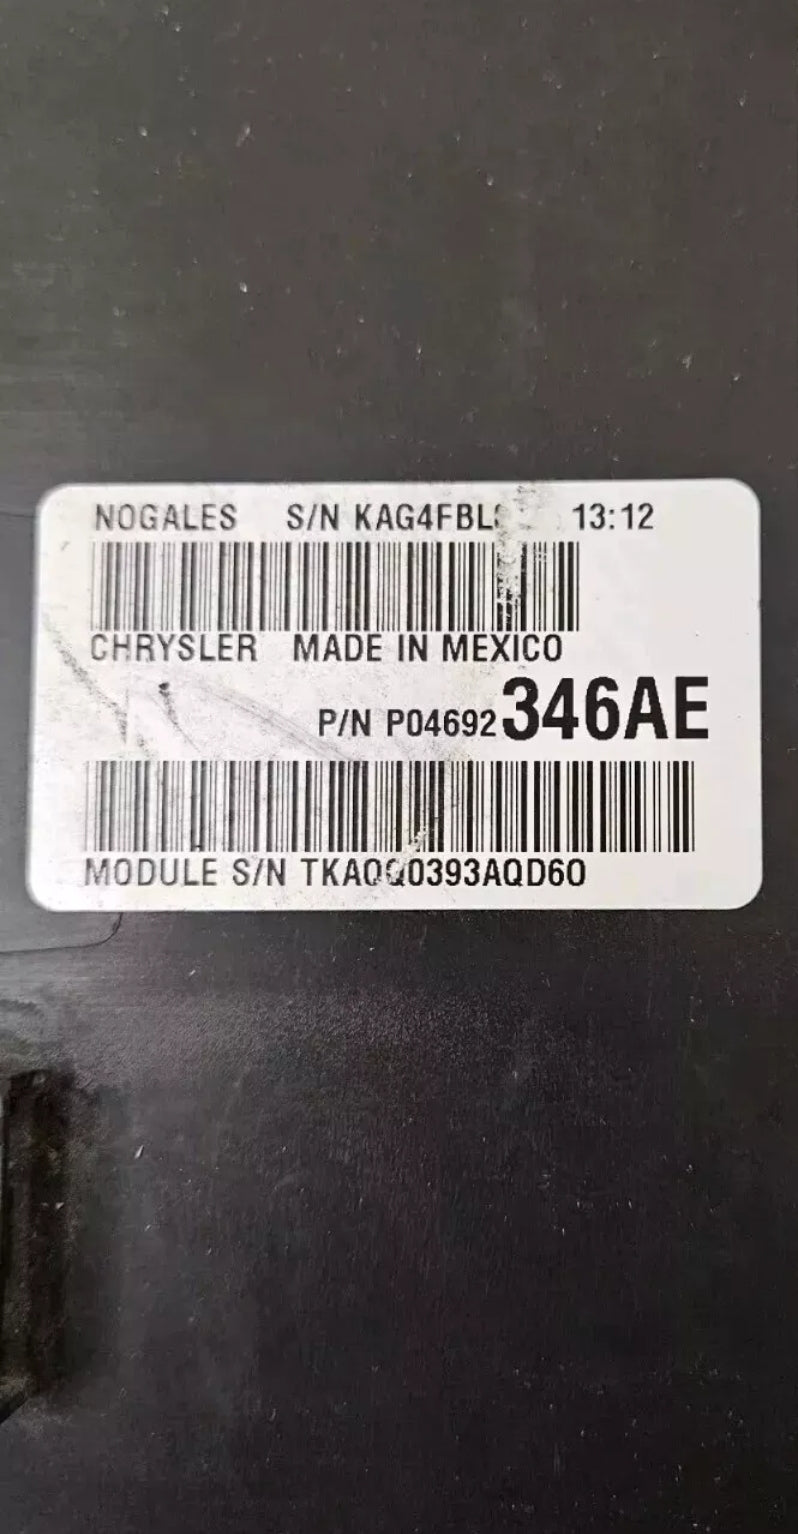 NOGALES S/N 13:12
CHRYSLER MADE IN MEXICO
P/N P04692346AE
MODULE S/N TKAQQ0393AQD60